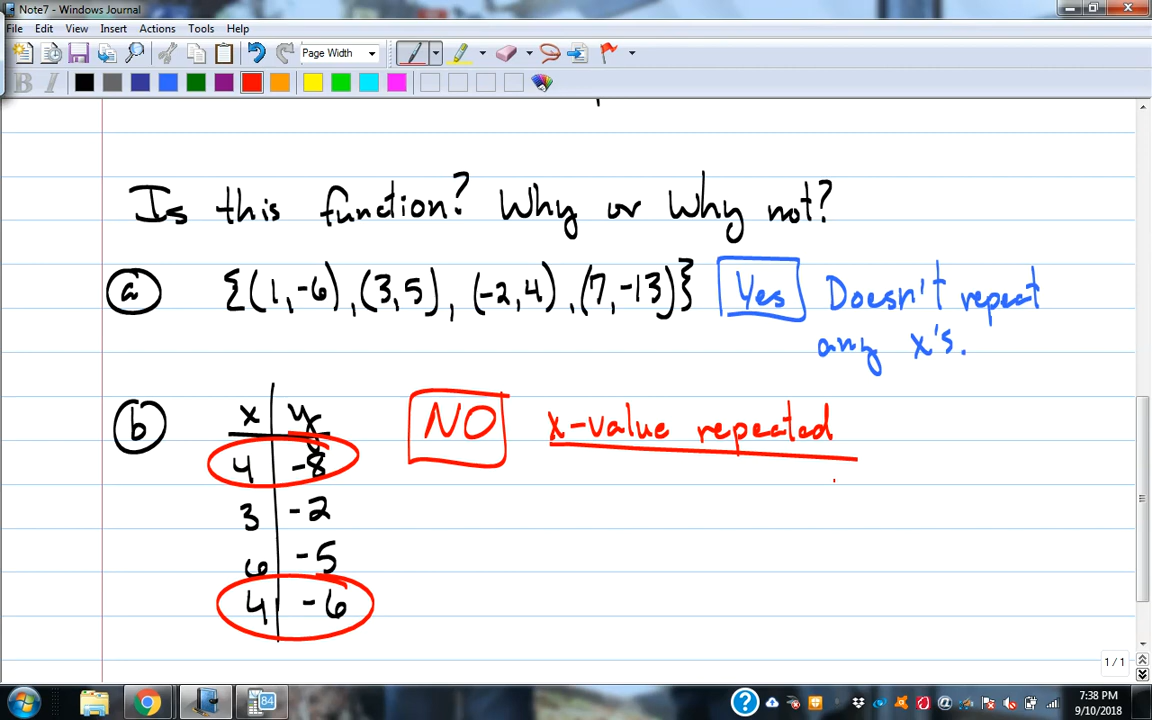 Note7 - Windows Journal
File Edit View Insert Actions Tools Help
Page Width
B I
Is this function? Why or Why not?
a {(1,-6),(3,5), (-2,4),(7,-13)} Yes Doesn't repeat
any x's.
b x y NO x-value repeated
4 -8
3 -2
6 -5
4 -6
1 / 1
84
7:38 PM
9/10/2018